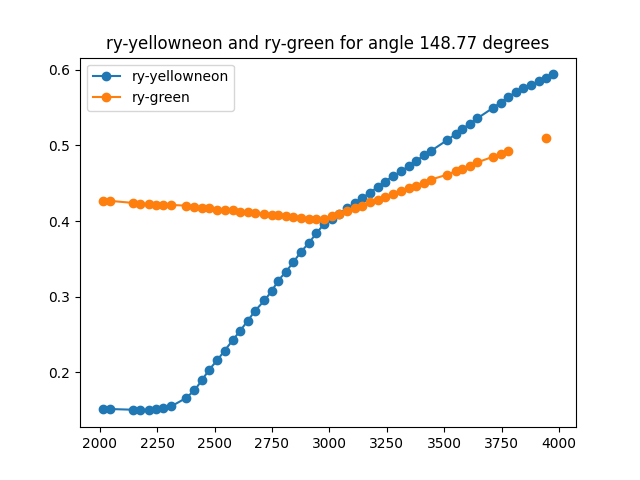 ry-yellowneon and ry-green for angle 148.77 degrees
ry-yellowneon
ry-green
0.6
0.5
0.4
0.3
0.2
2000 2250 2500 2750 3000 3250 3500 3750 4000